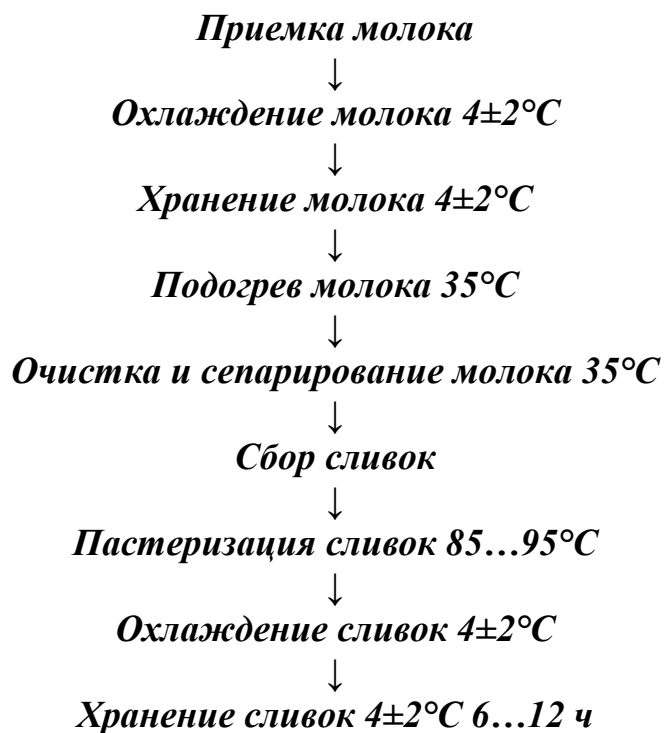 Приемка молока
↓
Охлаждение молока 4±2°С
↓
Хранение молока 4±2°С
↓
Подогрев молока 35°С
↓
Очистка и сепарирование молока 35°С
↓
Сбор сливок
↓
Пастеризация сливок 85…95°С
↓
Охлаждение сливок 4±2°С
↓
Хранение сливок 4±2°С 6…12 ч